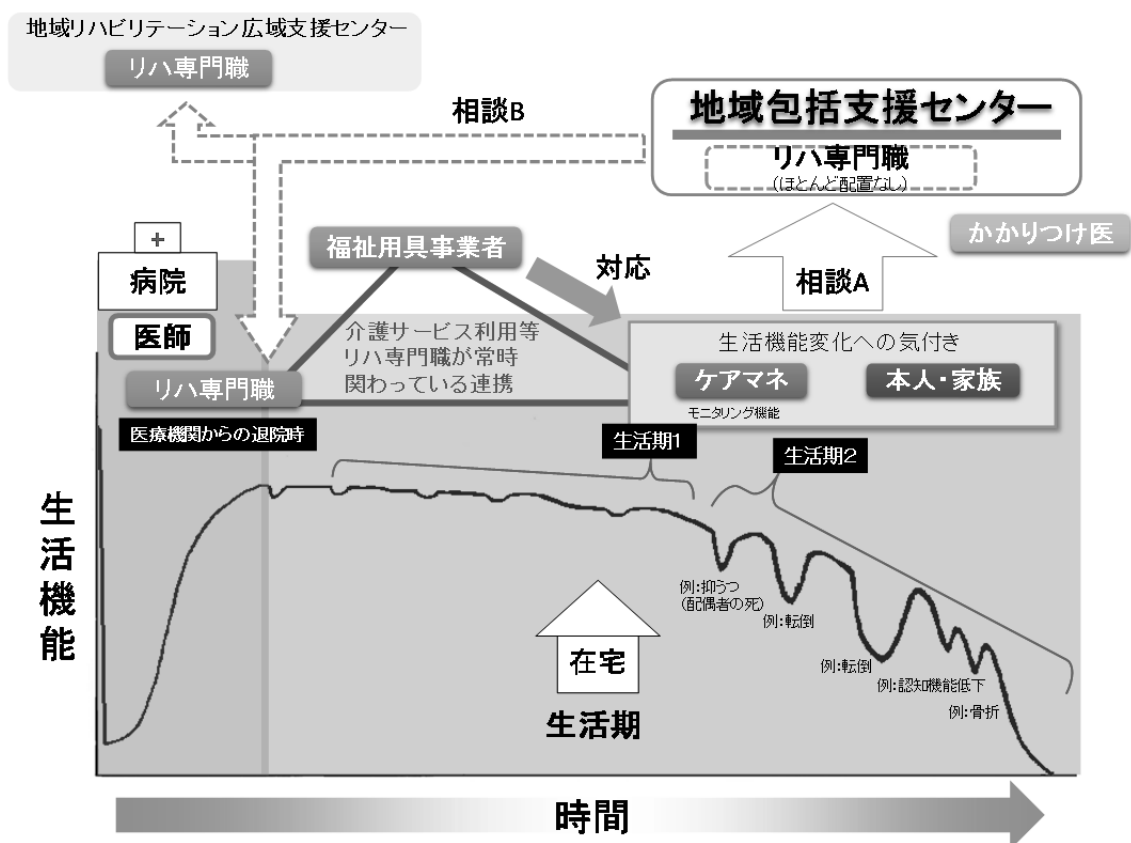 地域リハビリテーション広域支援センター
リハ専門職
相談B
地域包括支援センター
リハ専門職
(ほとんど配置なし)
かかりつけ医
+
病院
医師
リハ専門職
医療機関からの退院時
福祉用具事業者
対応
相談A
介護サービス利用等
リハ専門職が常時
関わっている連携
生活機能変化への気付き
ケアマネ
本人・家族
モニタリング機能
生活期1
生活期2
生活機能
例:抑うつ
(配偶者の死)
例:転倒
例:転倒
例:認知機能低下
例:骨折
在宅
生活期
時間